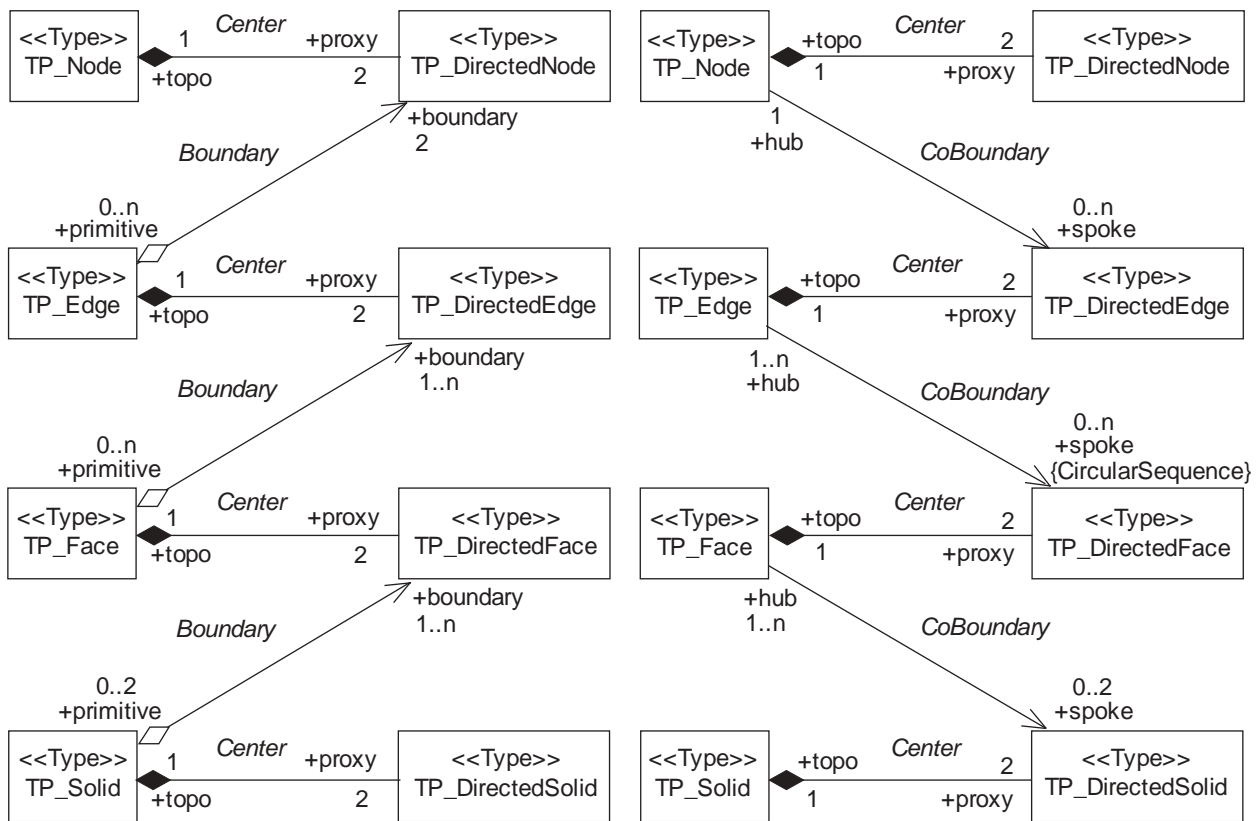 <<Type>>
TP_Node
1
Center
+proxy
+topo
2
<<Type>>
TP_DirectedNode
+boundary
2
Boundary
0..n
+primitive
<<Type>>
TP_Edge
1
Center
+proxy
+topo
2
<<Type>>
TP_DirectedEdge
+boundary
1..n
Boundary
0..n
+primitive
<<Type>>
TP_Face
1
Center
+proxy
+topo
2
<<Type>>
TP_DirectedFace
+boundary
1..n
Boundary
0..2
+primitive
<<Type>>
TP_Solid
1
Center
+proxy
+topo
2
<<Type>>
TP_DirectedSolid
<<Type>>
TP_Node
+topo
Center
2
1
+proxy
<<Type>>
TP_DirectedNode
1
+hub
CoBoundary
0..n
+spoke
<<Type>>
TP_Edge
+topo
Center
2
1
+proxy
<<Type>>
TP_DirectedEdge
1..n
+hub
CoBoundary
0..n
+spoke
{CircularSequence}
<<Type>>
TP_Face
+topo
Center
2
1
+proxy
<<Type>>
TP_DirectedFace
+hub
1..n
CoBoundary
0..2
+spoke
<<Type>>
TP_Solid
+topo
Center
2
1
+proxy
<<Type>>
TP_DirectedSolid